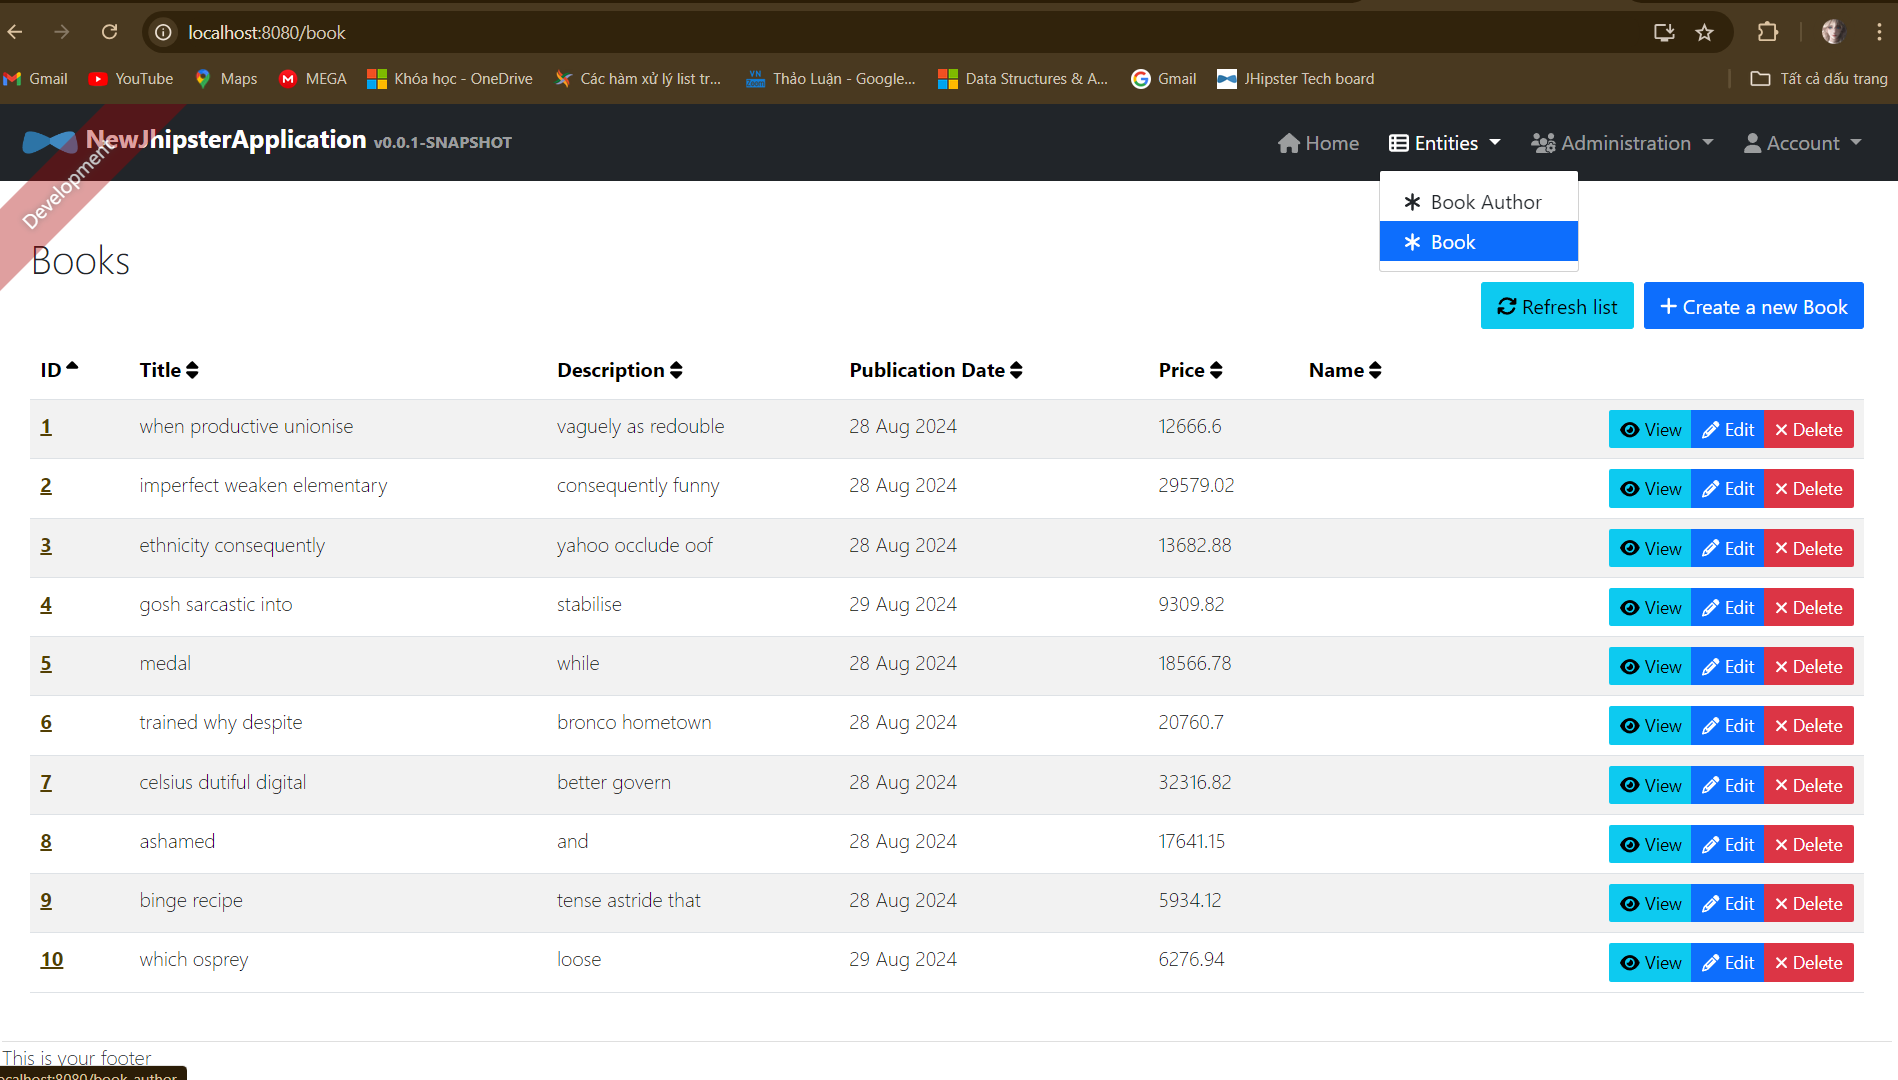 localhost:8080/book
Gmail YouTube Maps MEGA Khóa học - OneDrive Các hàm xử lý list tr... Thảo Luận - Google... Data Structures & A... Gmail JHipster Tech board Tất cả dấu trang
NewJhipsterApplication v0.0.1-SNAPSHOT Home Entities Administration Account
Development
Book Author
Book
Books
Refresh list Create a new Book
ID Title Description Publication Date Price Name
1 when productive unionise vaguely as redouble 28 Aug 2024 12666.6 View Edit Delete
2 imperfect weaken elementary consequently funny 28 Aug 2024 29579.02 View Edit Delete
3 ethnicity consequently yahoo occlude oof 28 Aug 2024 13682.88 View Edit Delete
4 gosh sarcastic into stabilise 29 Aug 2024 9309.82 View Edit Delete
5 medal while 28 Aug 2024 18566.78 View Edit Delete
6 trained why despite bronco hometown 28 Aug 2024 20760.7 View Edit Delete
7 celsius dutiful digital better govern 28 Aug 2024 32316.82 View Edit Delete
8 ashamed and 28 Aug 2024 17641.15 View Edit Delete
9 binge recipe tense astride that 28 Aug 2024 5934.12 View Edit Delete
10 which osprey loose 29 Aug 2024 6276.94 View Edit Delete
This is your footer
ocalhost:8080/book-author